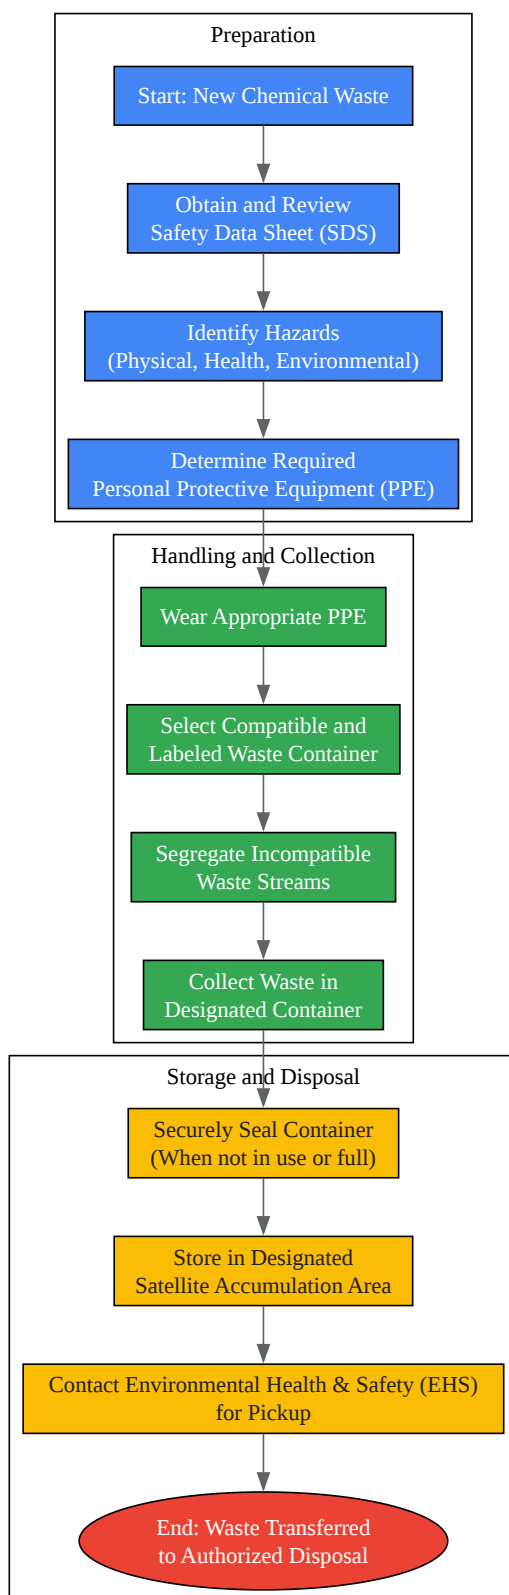 Preparation
Start: New Chemical Waste
Obtain and Review
Safety Data Sheet (SDS)
Identify Hazards
(Physical, Health, Environmental)
Determine Required
Personal Protective Equipment (PPE)
Handling and Collection
Wear Appropriate PPE
Select Compatible and
Labeled Waste Container
Segregate Incompatible
Waste Streams
Collect Waste in
Designated Container
Storage and Disposal
Securely Seal Container
(When not in use or full)
Store in Designated
Satellite Accumulation Area
Contact Environmental Health & Safety (EHS)
for Pickup
End: Waste Transferred
to Authorized Disposal